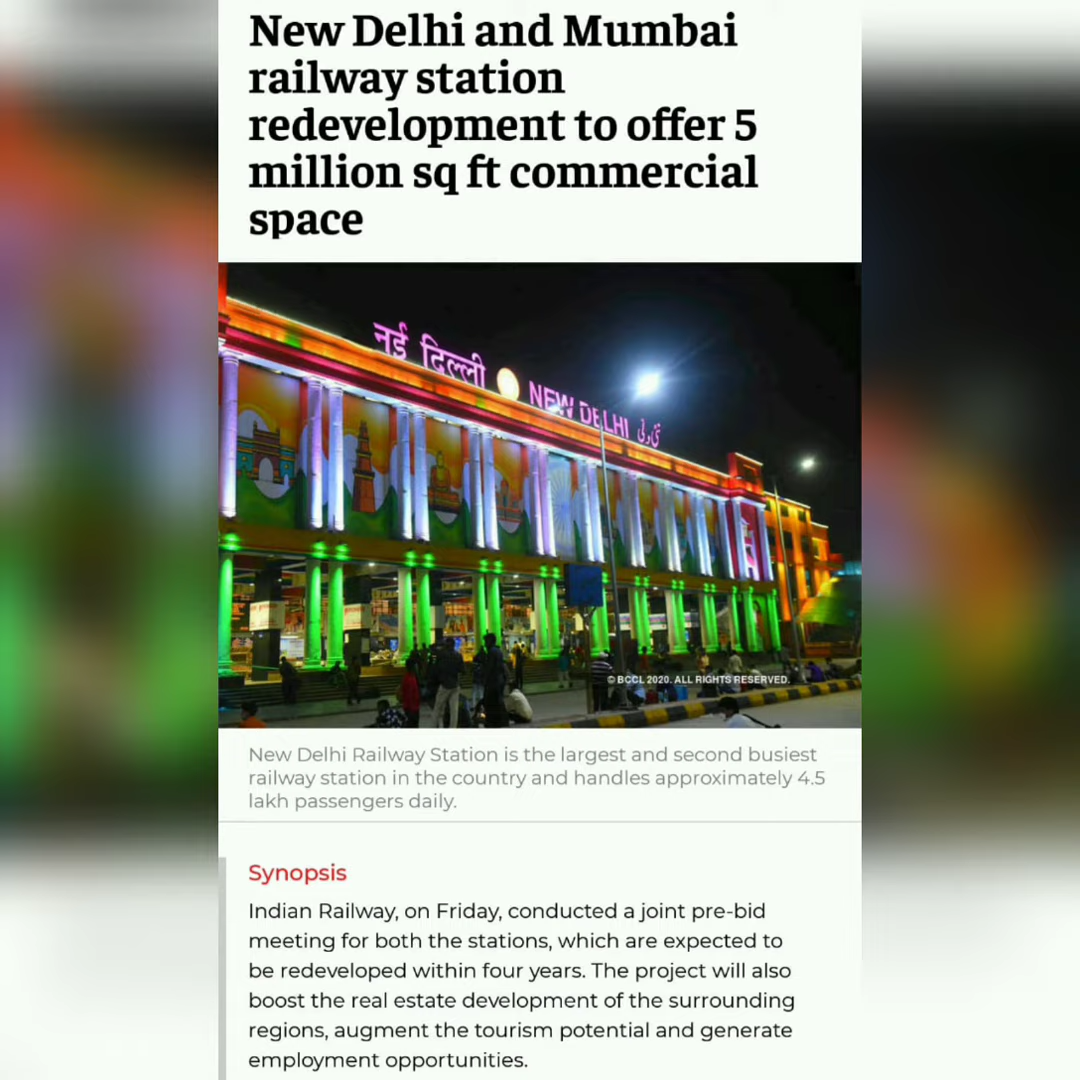 New Delhi and Mumbai
railway station
redevelopment to offer 5
million sq ft commercial
space
नई दिल्ली
NEW DELHI
© BCCL 2020. ALL RIGHTS RESERVED.
New Delhi Railway Station is the largest and second busiest
railway station in the country and handles approximately 4.5
lakh passengers daily.
Synopsis
Indian Railway, on Friday, conducted a joint pre-bid
meeting for both the stations, which are expected to
be redeveloped within four years. The project will also
boost the real estate development of the surrounding
regions, augment the tourism potential and generate
employment opportunities.